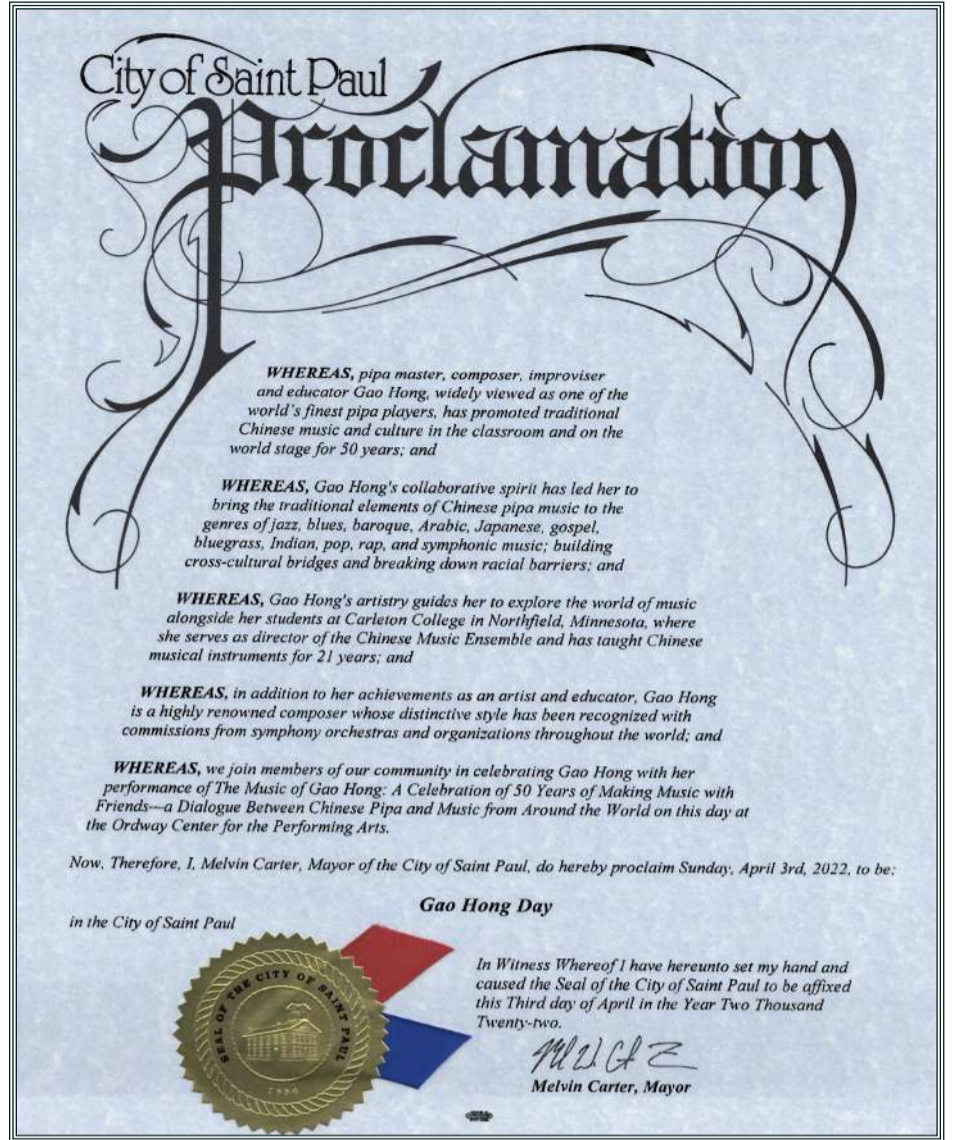 City of Saint Paul
Proclamation
WHEREAS, pipa master, composer, improviser
and educator Gao Hong, widely viewed as one of the
world's finest pipa players, has promoted traditional
Chinese music and culture in the classroom and on the
world stage for 50 years; and
WHEREAS, Gao Hong's collaborative spirit has led her to
bring the traditional elements of Chinese pipa music to the
genres of jazz, blues, baroque, Arabic, Japanese, gospel,
bluegrass, Indian, pop, rap, and symphonic music; building
cross-cultural bridges and breaking down racial barriers; and
WHEREAS, Gao Hong's artistry guides her to explore the world of music
alongside her students at Carleton College in Northfield, Minnesota, where
she serves as director of the Chinese Music Ensemble and has taught Chinese
musical instruments for 21 years; and
WHEREAS, in addition to her achievements as an artist and educator, Gao Hong
is a highly renowned composer whose distinctive style has been recognized with
commissions from symphony orchestras and organizations throughout the world; and
WHEREAS, we join members of our community in celebrating Gao Hong with her
performance of The Music of Gao Hong: A Celebration of 50 Years of Making Music with
Friends—a Dialogue Between Chinese Pipa and Music from Around the World on this day at
the Ordway Center for the Performing Arts.
Now, Therefore, I, Melvin Carter, Mayor of the City of Saint Paul, do hereby proclaim Sunday, April 3rd, 2022, to be:
Gao Hong Day
in the City of Saint Paul
SEAL OF THE CITY OF SAINT PAUL
In Witness Whereof I have hereunto set my hand and
caused the Seal of the City of Saint Paul to be affixed
this Third day of April in the Year Two Thousand
Twenty-two.
Melvin Carter, Mayor